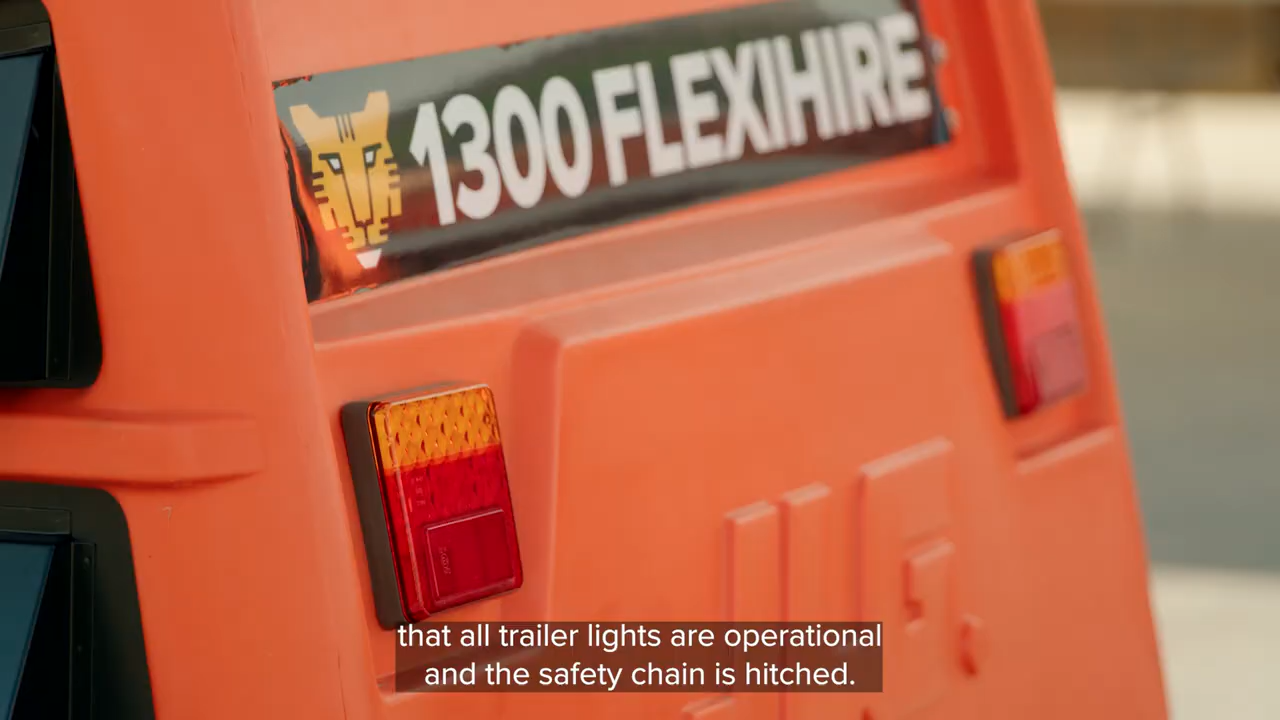 1300 FLEXIHIRE
that all trailer lights are operational
and the safety chain is hitched.